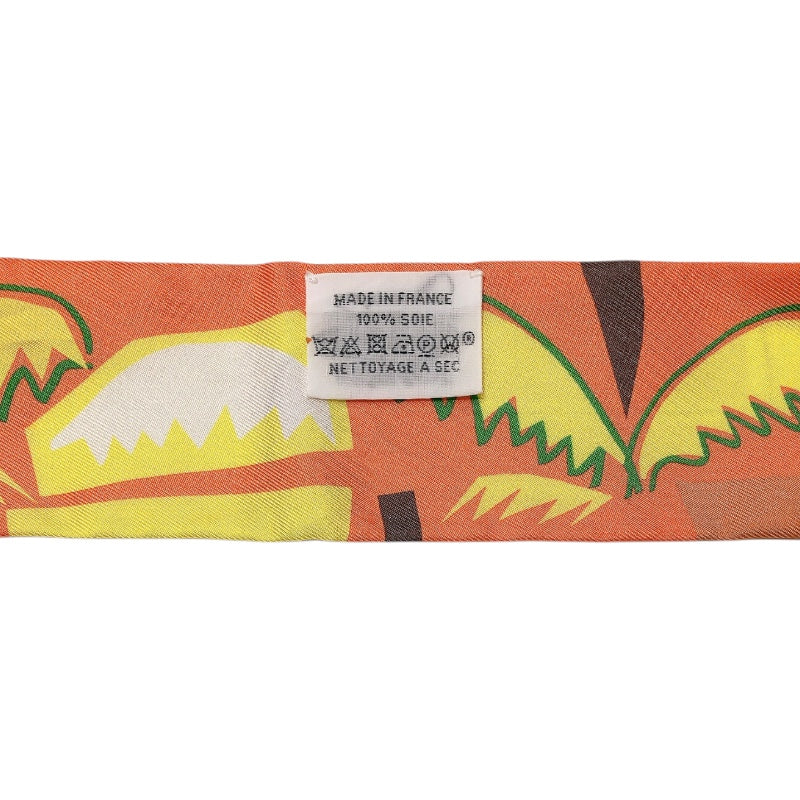 MADE IN FRANCE
100% SOIE
®
NETTOYAGE A SEC